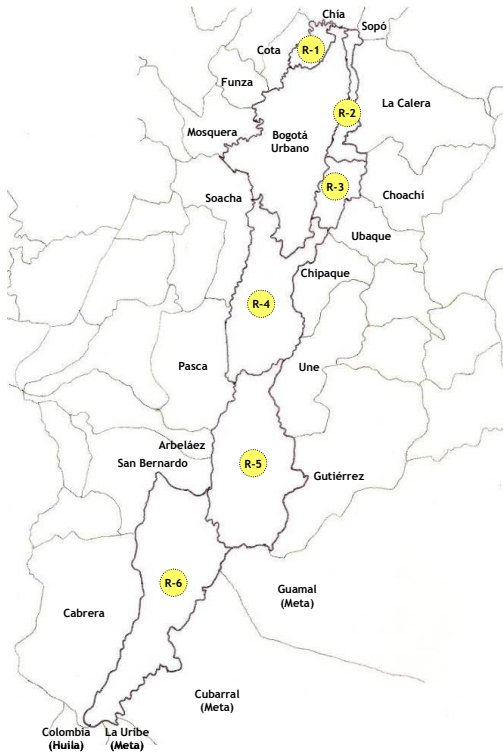 Chía
Sopó
Cota
R-1
Funza
La Calera
R-2
Mosquera
Bogotá
Urbano
R-3
Soacha
Choachí
Ubaque
Chipaque
R-4
Pasca
Une
Arbeláez
San Bernardo
R-5
Gutiérrez
R-6
Guamal
(Meta)
Cabrera
Cubarral
(Meta)
Colombia
(Huila)
La Uribe
(Meta)